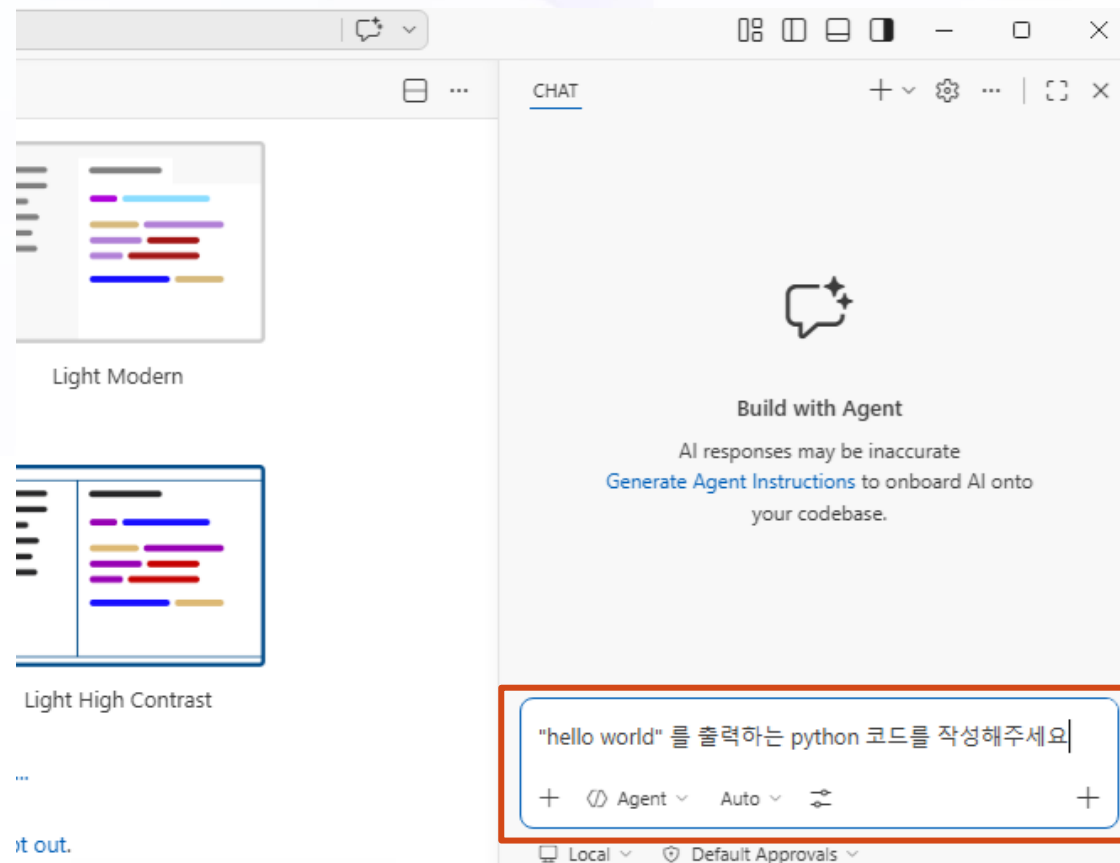 CHAT
Light Modern
Build with Agent
AI responses may be inaccurate
Generate Agent Instructions to onboard AI onto
your codebase.
Light High Contrast
"hello world" 를 출력하는 python 코드를 작성해주세요
Agent
Auto
...
opt out.
Local
Default Approvals